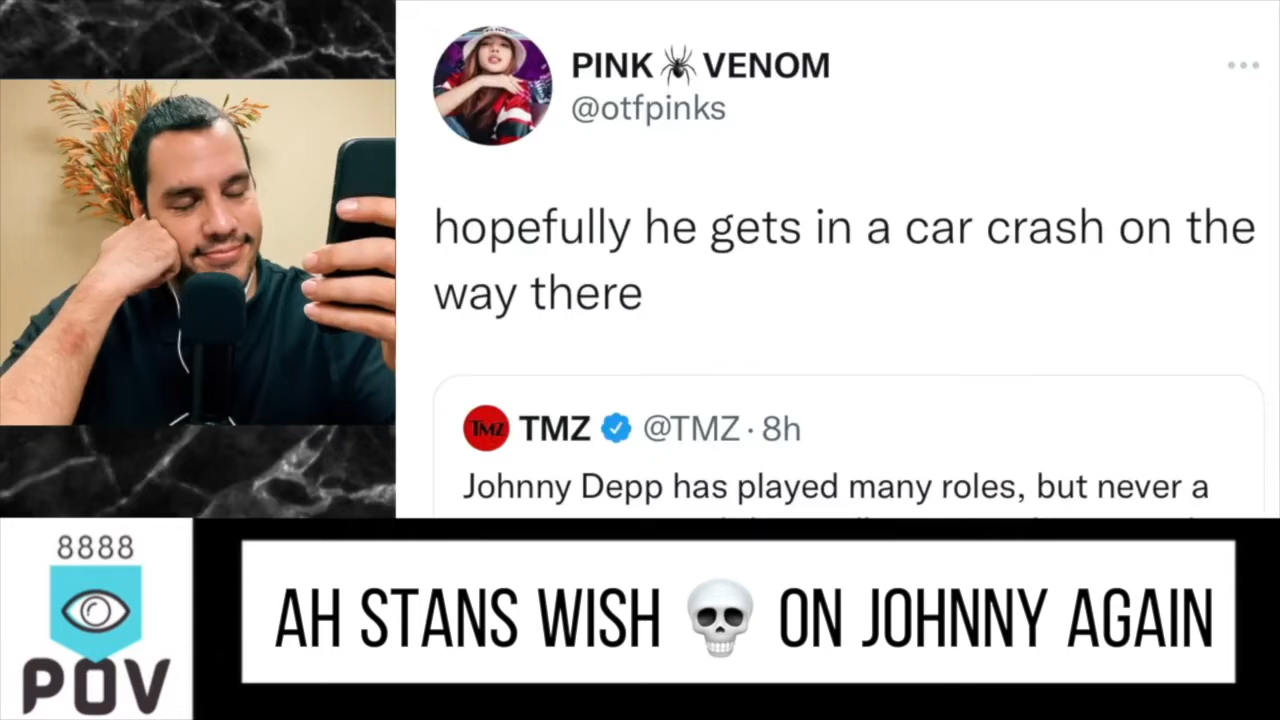 PINK 🕷 VENOM
@otfpinks
hopefully he gets in a car crash on the
way there
TMZ
TMZ @TMZ · 8h
Johnny Depp has played many roles, but never a
8888
POV
AH STANS WISH 💀 ON JOHNNY AGAIN